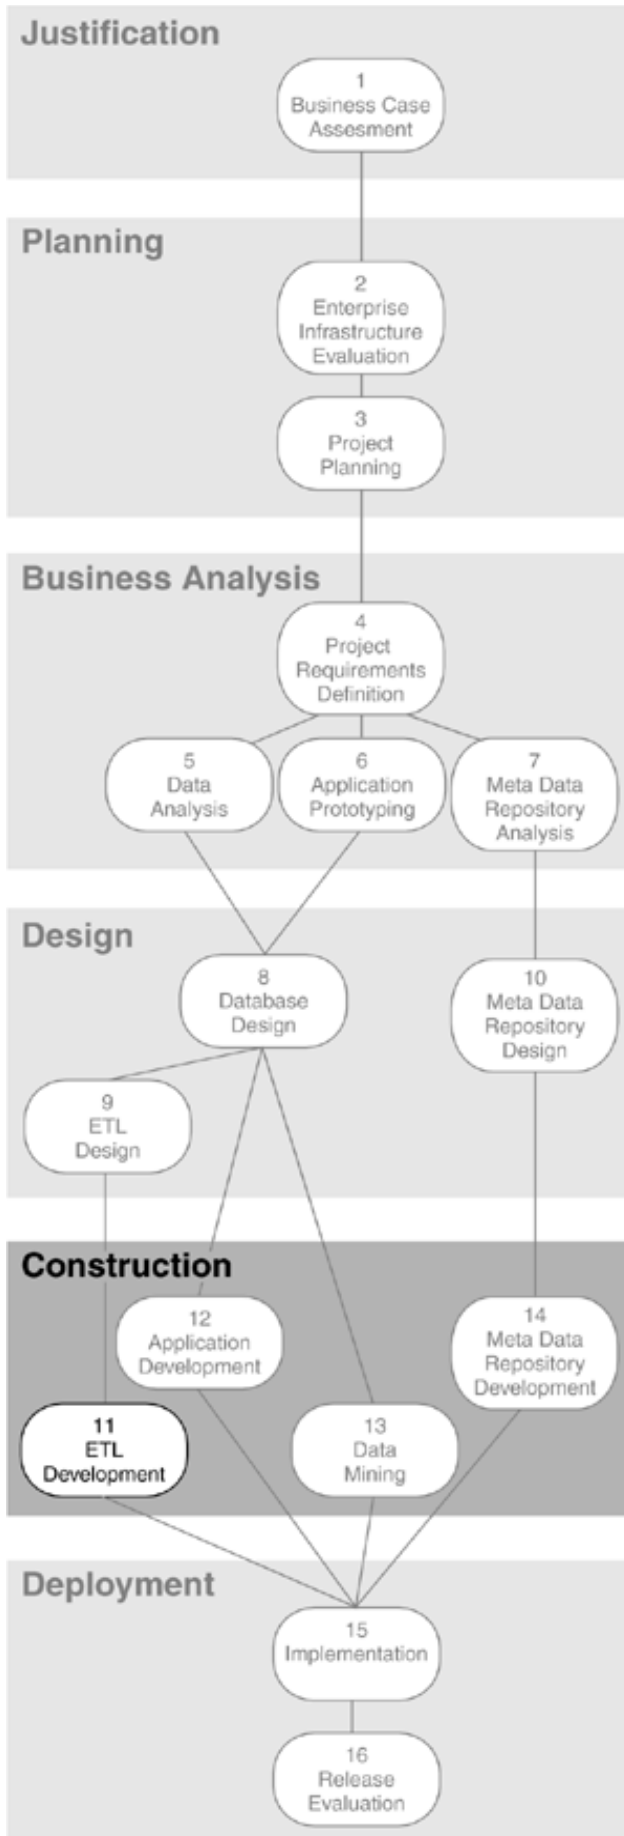 Justification
1
Business Case
Assesment
Planning
2
Enterprise
Infrastructure
Evaluation
3
Project
Planning
Business Analysis
4
Project
Requirements
Definition
5
Data
Analysis
6
Application
Prototyping
7
Meta Data
Repository
Analysis
Design
8
Database
Design
10
Meta Data
Repository
Design
9
ETL
Design
Construction
12
Application
Development
14
Meta Data
Repository
Development
11
ETL
Development
13
Data
Mining
Deployment
15
Implementation
16
Release
Evaluation